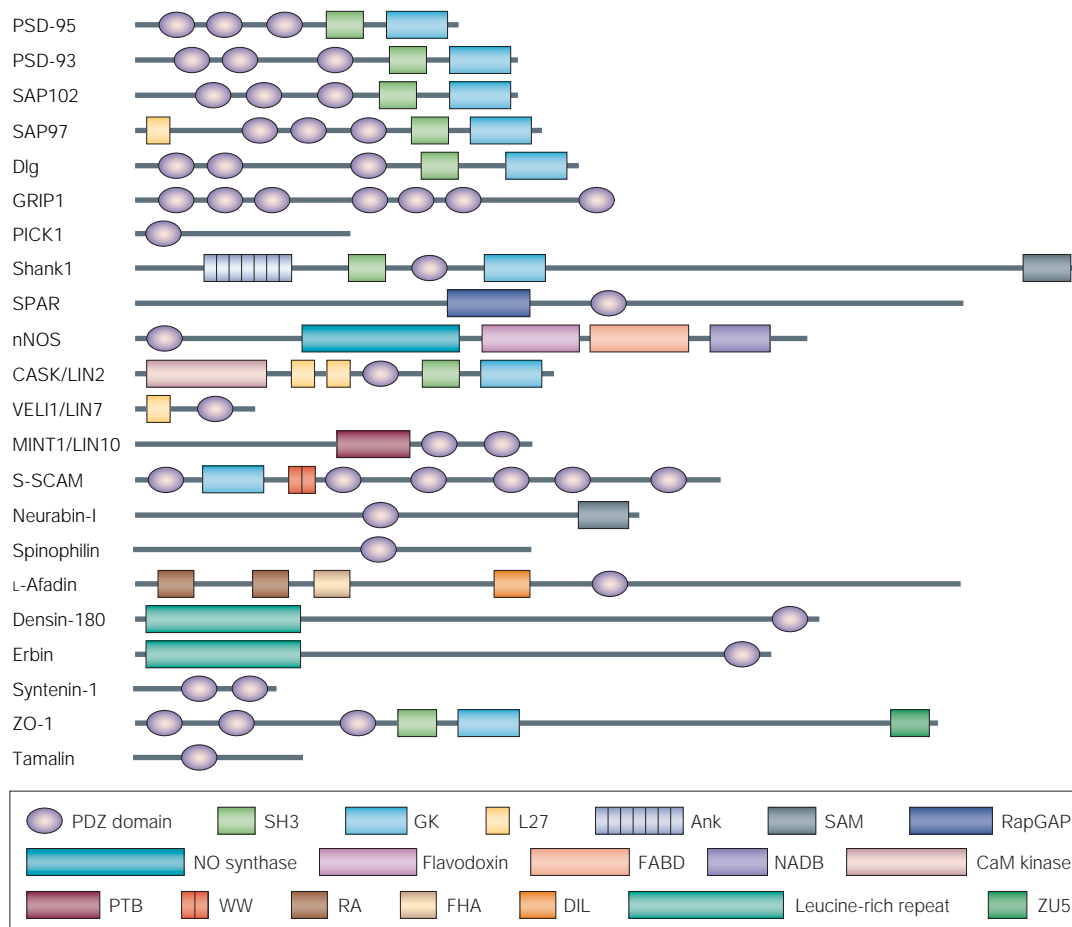 PSD-95
PSD-93
SAP102
SAP97
Dlg
GRIP1
PICK1
Shank1
SPAR
nNOS
CASK/LIN2
VELI1/LIN7
MINT1/LIN10
S-SCAM
Neurabin-I
Spinophilin
L-Afadin
Densin-180
Erbin
Syntenin-1
ZO-1
Tamalin
PDZ domain SH3 GK L27 Ank SAM RapGAP
NO synthase Flavodoxin FABD NADB CaM kinase
PTB WW RA FHA DIL Leucine-rich repeat ZU5